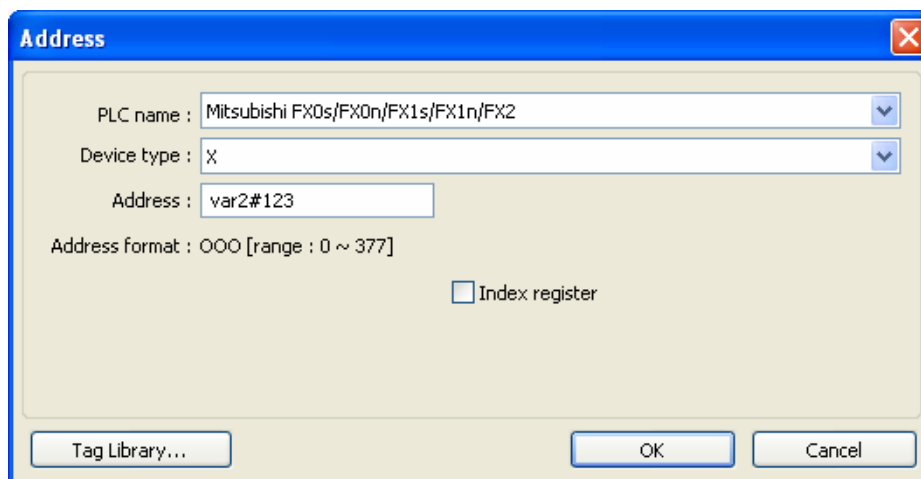 Address
PLC name : Mitsubishi FX0s/FX0n/FX1s/FX1n/FX2
Device type : X
Address : var2#123
Address format : OOO [range : 0 ~ 377]
Index register
Tag Library... OK Cancel